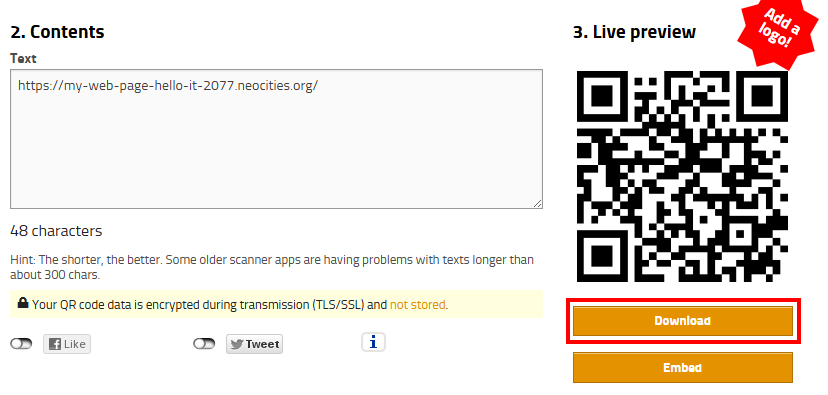 2. Contents
Text
https://my-web-page-hello-it-2077.neocities.org/
48 characters
Hint: The shorter, the better. Some older scanner apps are having problems with texts longer than
about 300 chars.
Your QR code data is encrypted during transmission (TLS/SSL) and not stored.
Like
Tweet
i
3. Live preview
Add a
logo!
Download
Embed